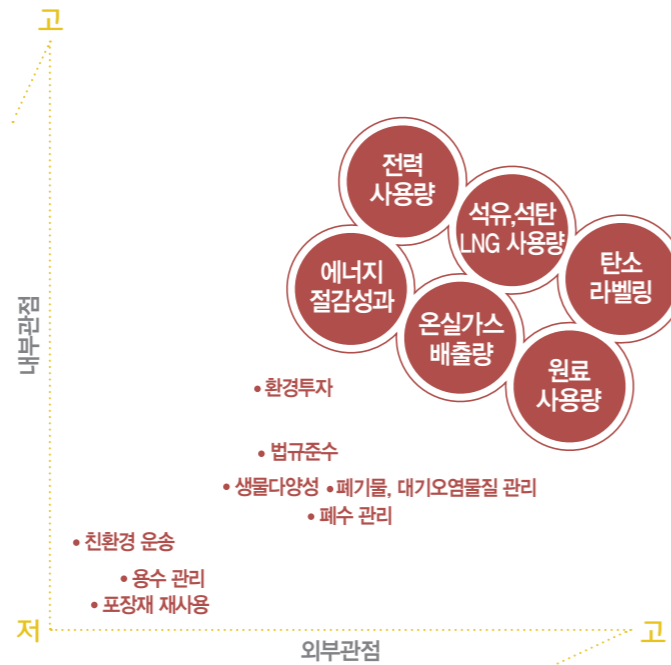 고
전력
사용량
석유,석탄
LNG 사용량
탄소
라벨링
에너지
절감성과
온실가스
배출량
원료
사용량
내부관점
• 환경투자
• 법규준수
• 생물다양성
• 폐기물, 대기오염물질 관리
• 폐수 관리
• 친환경 운송
• 용수 관리
• 포장재 재사용
저
고
외부관점